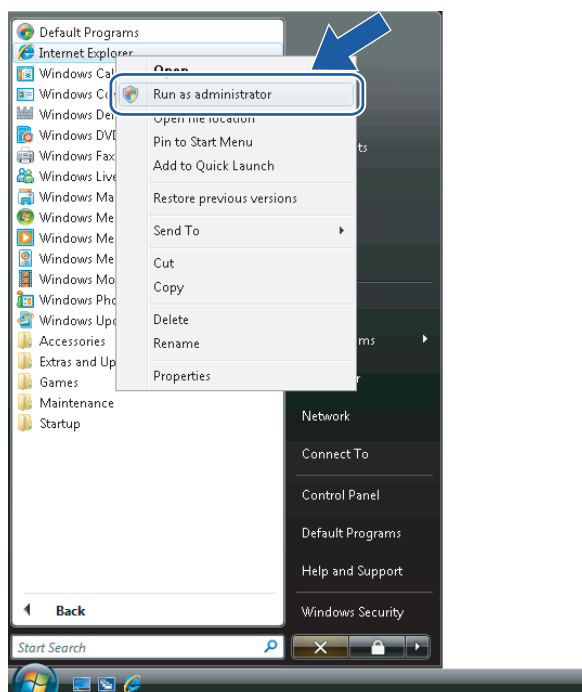 Default Programs
Internet Explorer
Windows Cal
Windows Co
Windows Def
Windows DVD
Windows Fax
Windows Live
Windows Ma
Windows Me
Windows Me
Windows Me
Windows Mo
Windows Pho
Windows Upd
Accessories
Extras and Up
Games
Maintenance
Startup
Back
Start Search
Open
Run as administrator
Open file location
Pin to Start Menu
Add to Quick Launch
Restore previous versions
Send To
Cut
Copy
Delete
Rename
Properties
ts
ms
r
Network
Connect To
Control Panel
Default Programs
Help and Support
Windows Security